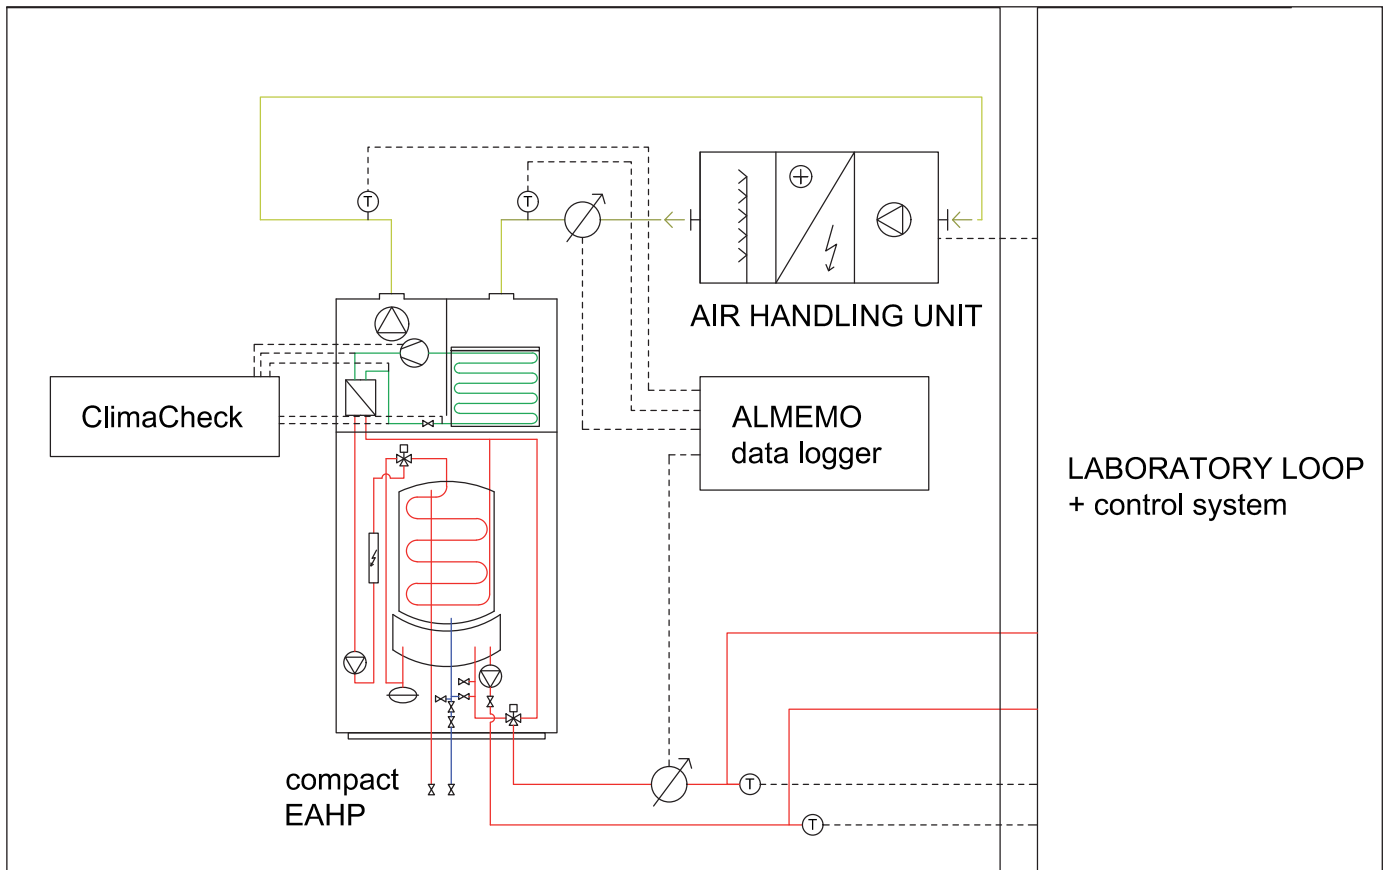 T
T
AIR HANDLING UNIT
ClimaCheck
ALMEMO
data logger
LABORATORY LOOP
+ control system
compact
EAHP
T
T